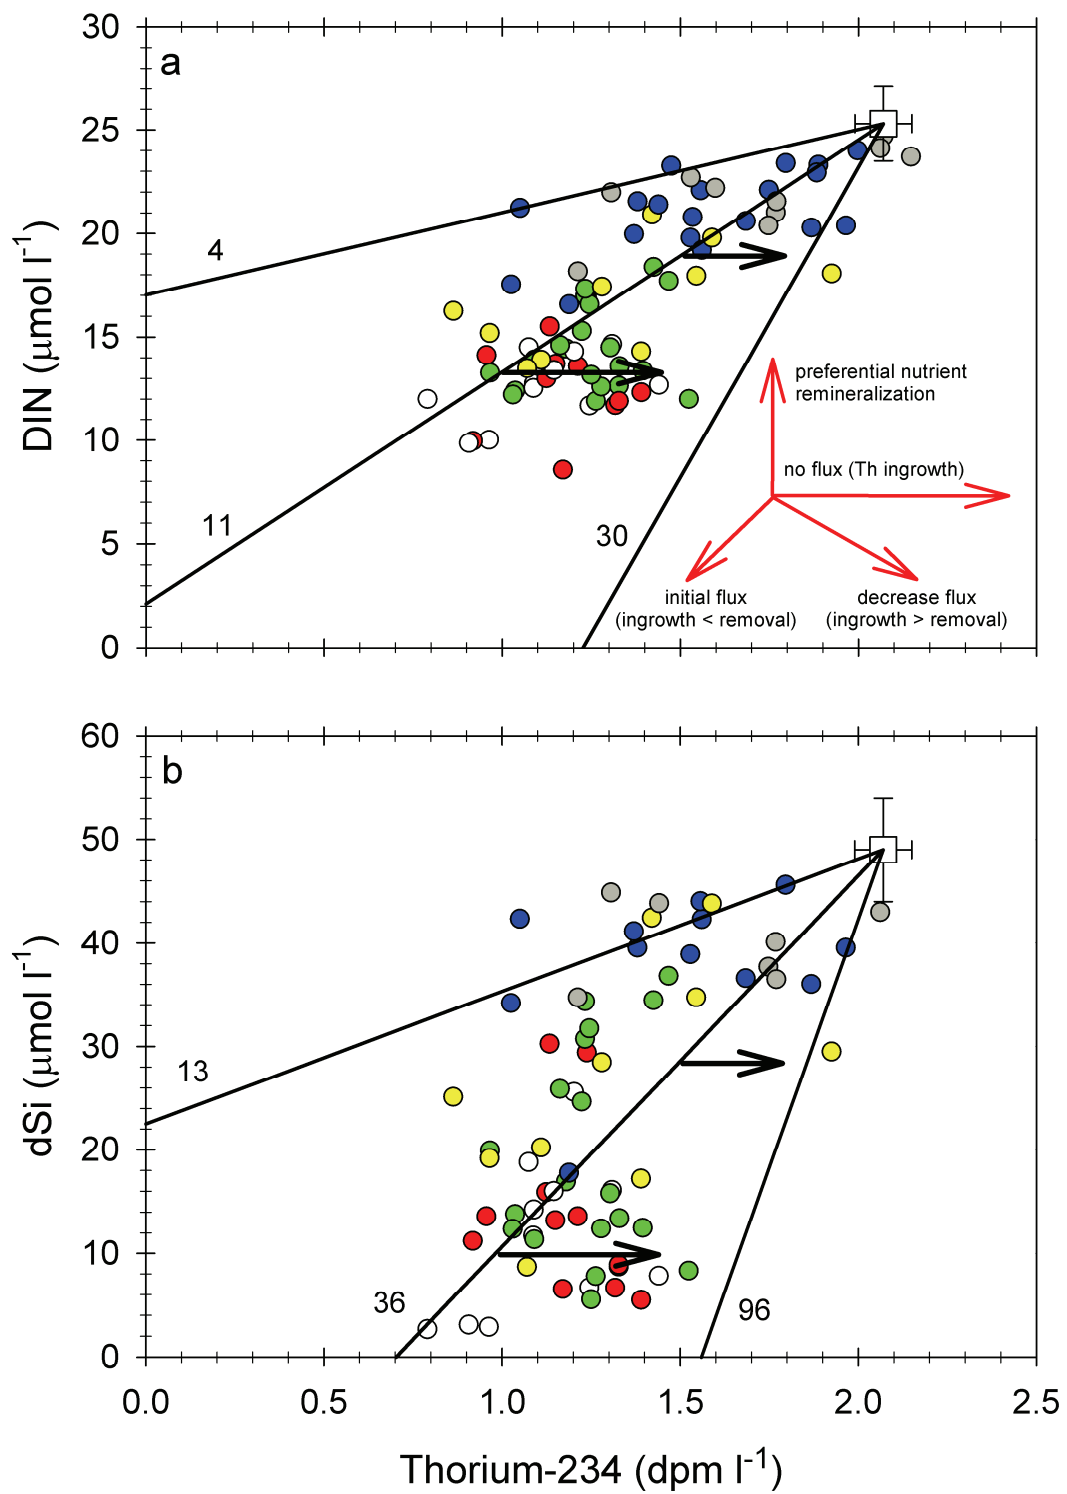 30
a
25
20
15
10
5
0
DIN (μmol l⁻¹)
4
11
30
preferential nutrient
remineralization
no flux (Th ingrowth)
initial flux
(ingrowth < removal)
decrease flux
(ingrowth > removal)
60
b
50
40
30
20
10
0
dSi (μmol l⁻¹)
13
36
96
0.0 0.5 1.0 1.5 2.0 2.5
Thorium-234 (dpm l⁻¹)